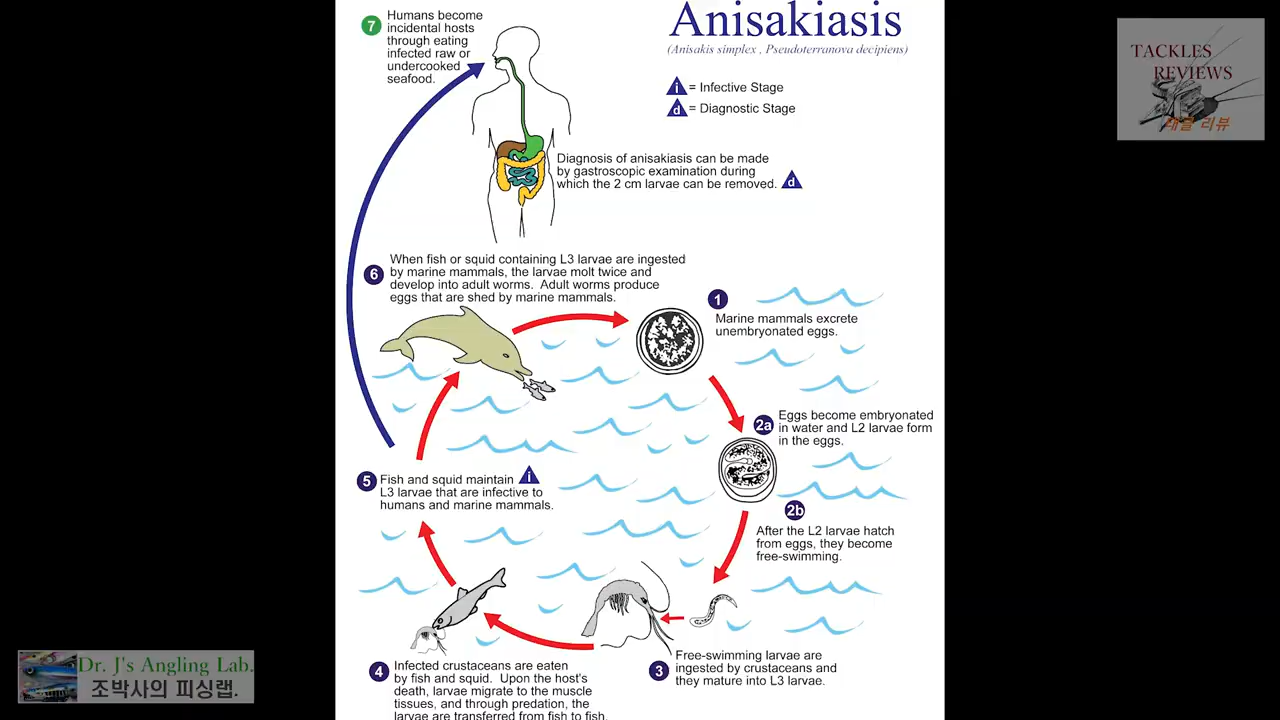 7
Humans become
incidental hosts
through eating
infected raw or
undercooked
seafood.
Anisakiasis
(Anisakis simplex , Pseudoterranova decipiens)
i = Infective Stage
d = Diagnostic Stage
TACKLES
REVIEWS
태클 리뷰
Diagnosis of anisakiasis can be made
by gastroscopic examination during
which the 2 cm larvae can be removed. d
6
When fish or squid containing L3 larvae are ingested
by marine mammals, the larvae molt twice and
develop into adult worms. Adult worms produce
eggs that are shed by marine mammals.
1
Marine mammals excrete
unembryonated eggs.
2a
Eggs become embryonated
in water and L2 larvae form
in the eggs.
2b
After the L2 larvae hatch
from eggs, they become
free-swimming.
3
Free-swimming larvae are
ingested by crustaceans and
they mature into L3 larvae.
4
Infected crustaceans are eaten
by fish and squid. Upon the host's
death, larvae migrate to the muscle
tissues, and through predation, the
larvae are transferred from fish to fish.
5
Fish and squid maintain i
L3 larvae that are infective to
humans and marine mammals.
Dr. J's Angling Lab.
조박사의 피싱랩.